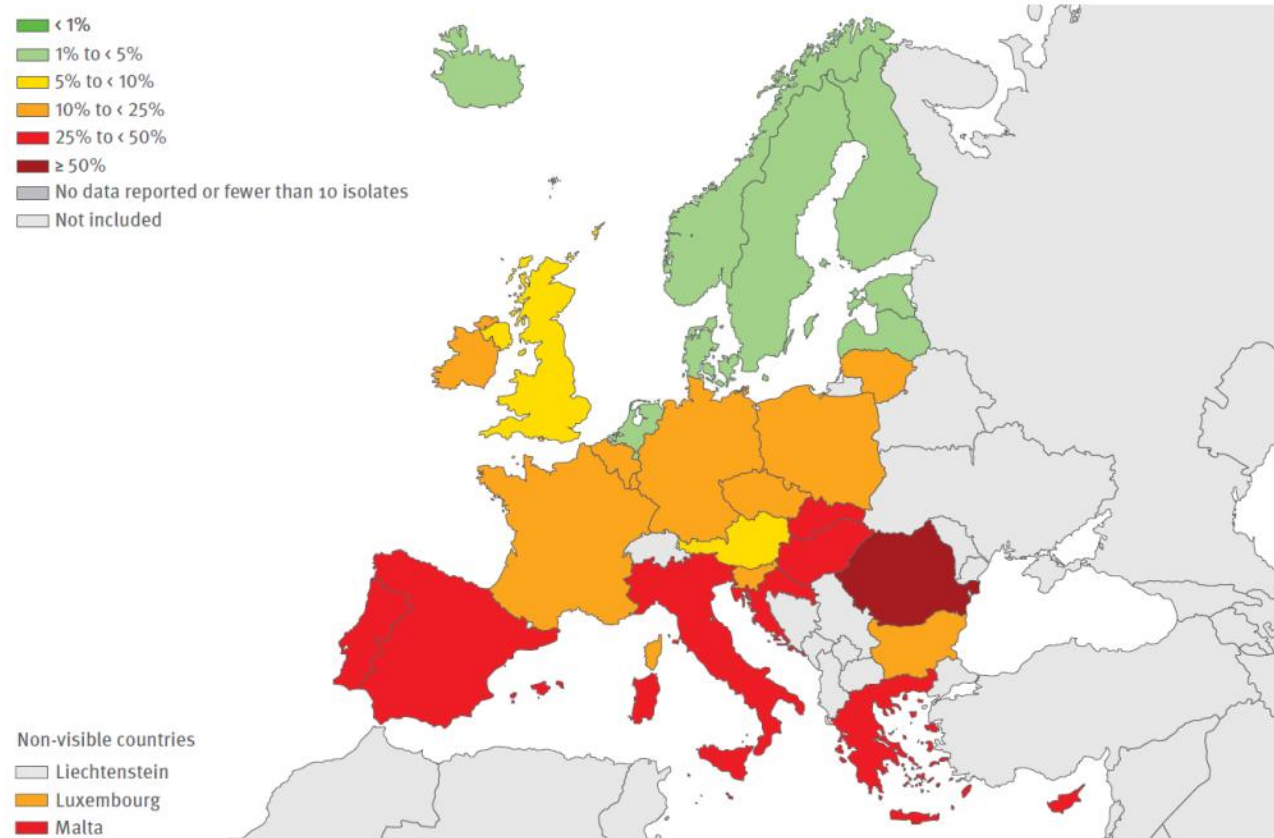 < 1%
1% to < 5%
5% to < 10%
10% to < 25%
25% to < 50%
≥ 50%
No data reported or fewer than 10 isolates
Not included
Non-visible countries
Liechtenstein
Luxembourg
Malta